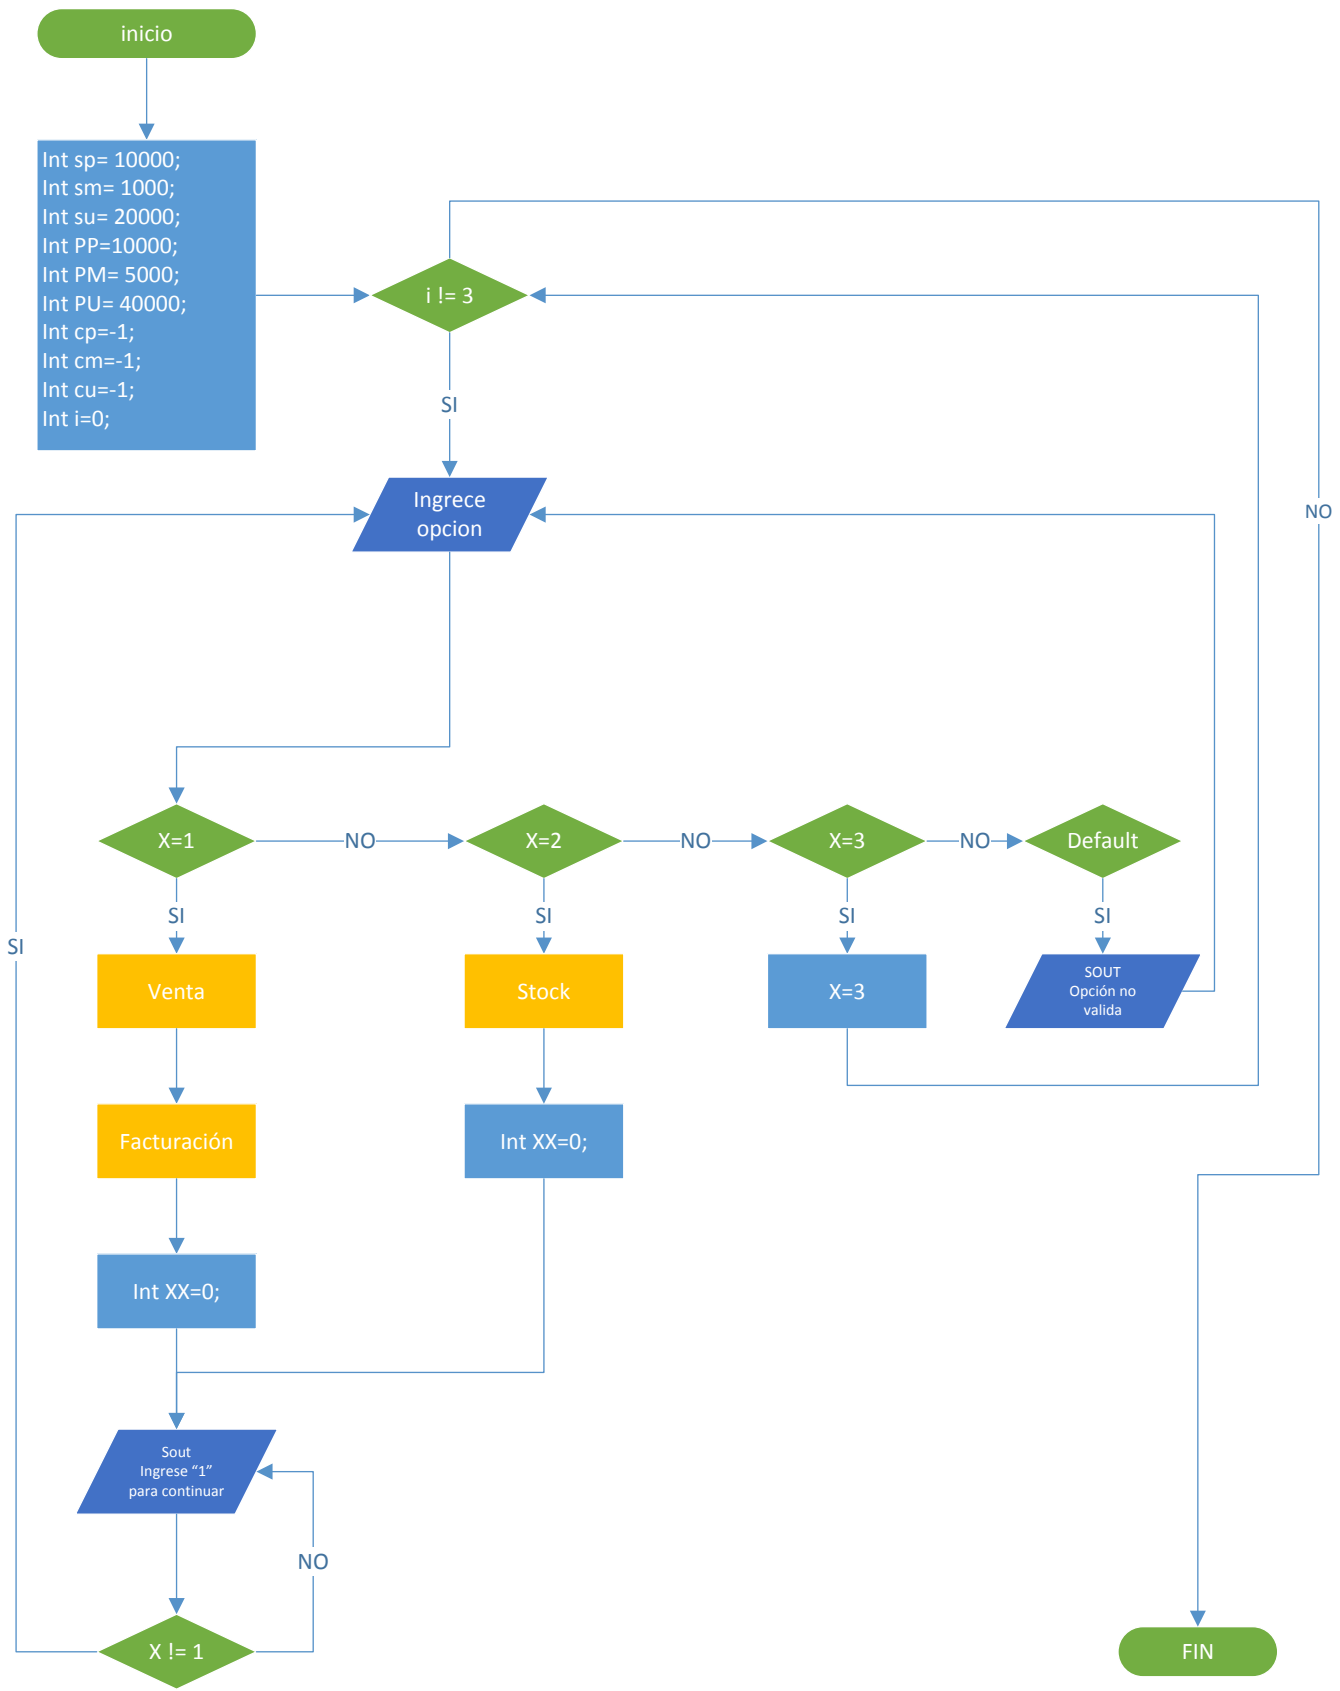 inicio
Int sp= 10000;
Int sm= 1000;
Int su= 20000;
Int PP=10000;
Int PM= 5000;
Int PU= 40000;
Int cp=-1;
Int cm=-1;
Int cu=-1;
Int i=0;
i != 3
SI
Ingrece
opcion
NO
X=1
NO
X=2
NO
X=3
NO
Default
SI
SI
SI
SI
SI
Venta
Stock
X=3
SOUT
Opción no
valida
Facturación
Int XX=0;
Int XX=0;
Sout
Ingrese “1”
para continuar
NO
X != 1
FIN